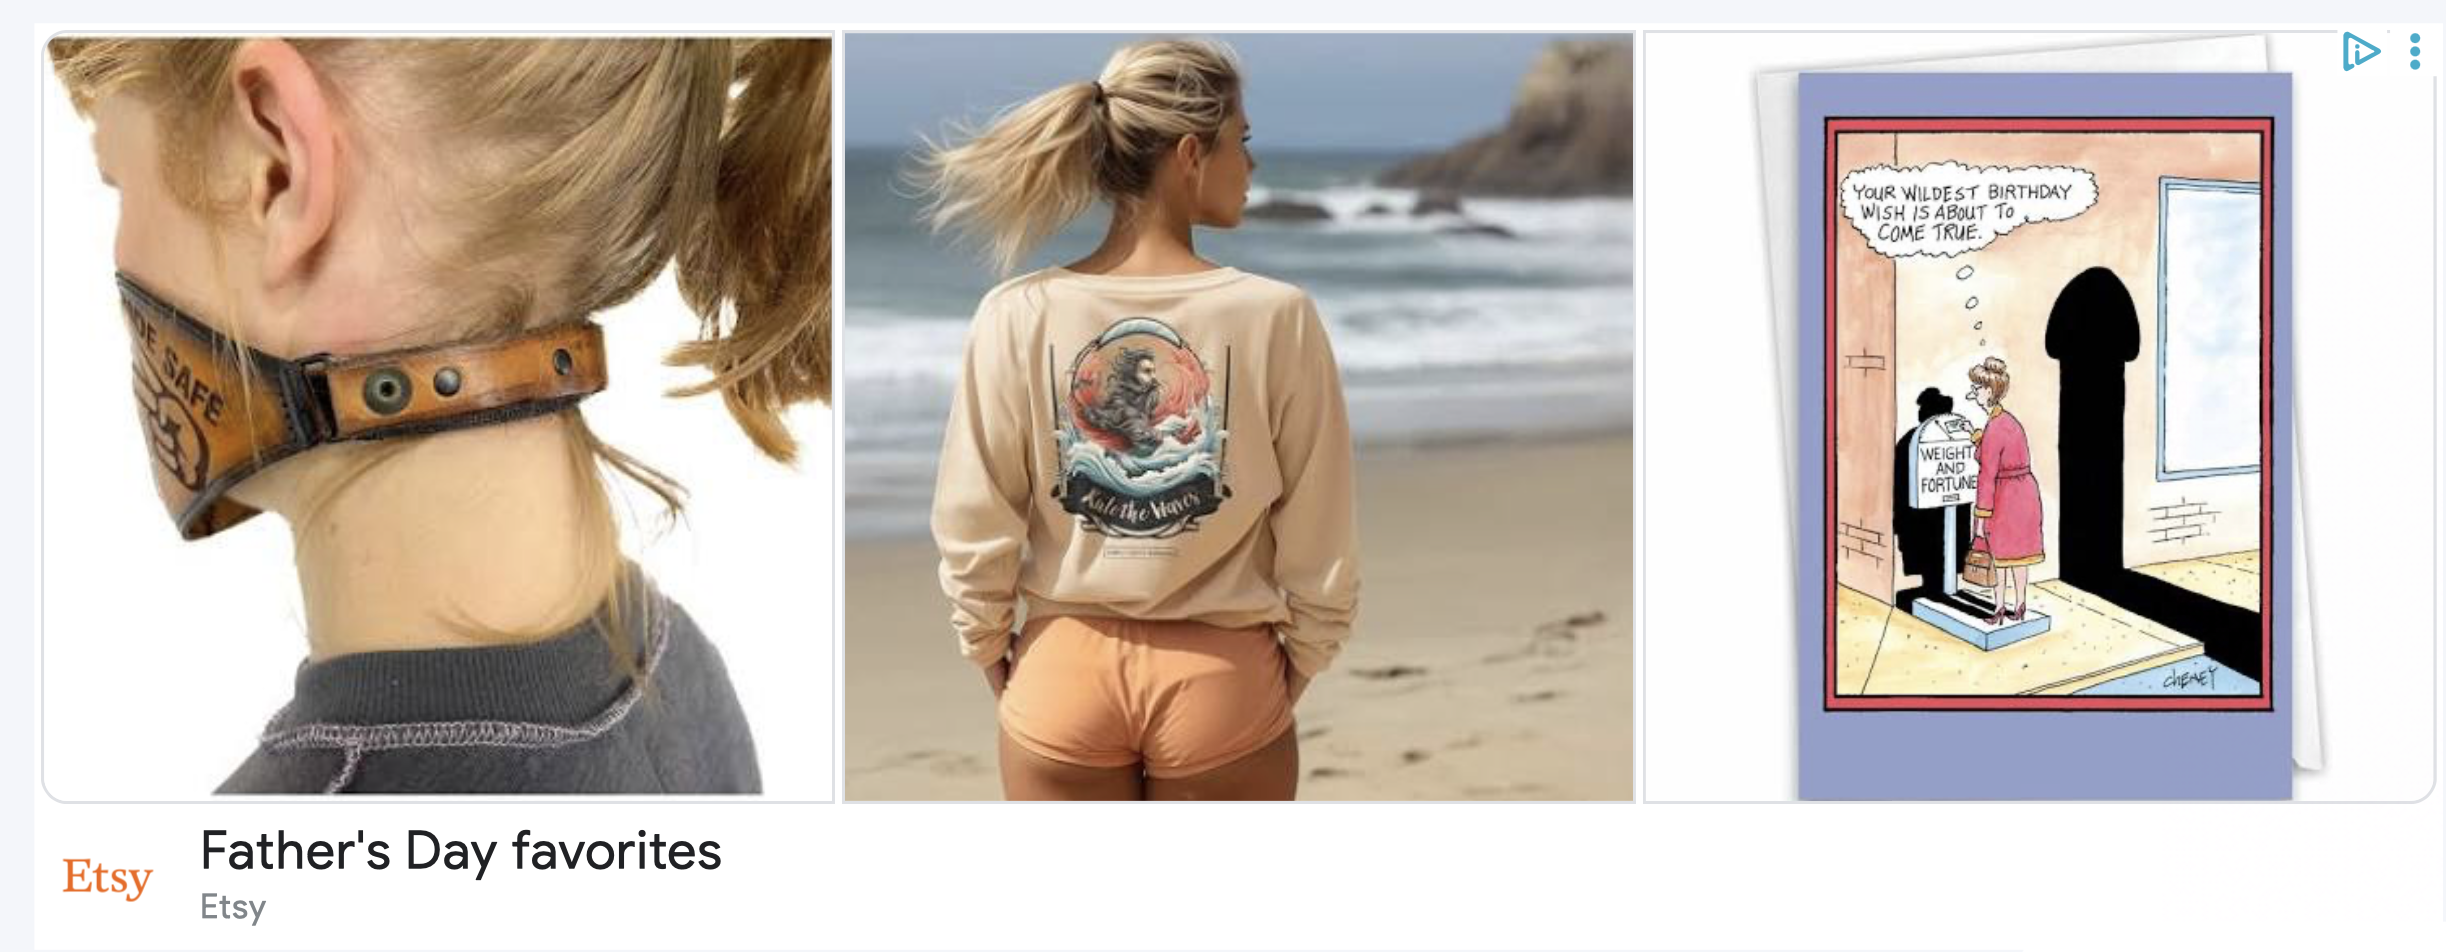 DE SAFE
Rule the Waves
YOUR WILDEST BIRTHDAY
WISH IS ABOUT TO
COME TRUE.
WEIGHT
AND
FORTUNE
CHENEY
Etsy
Father's Day favorites
Etsy